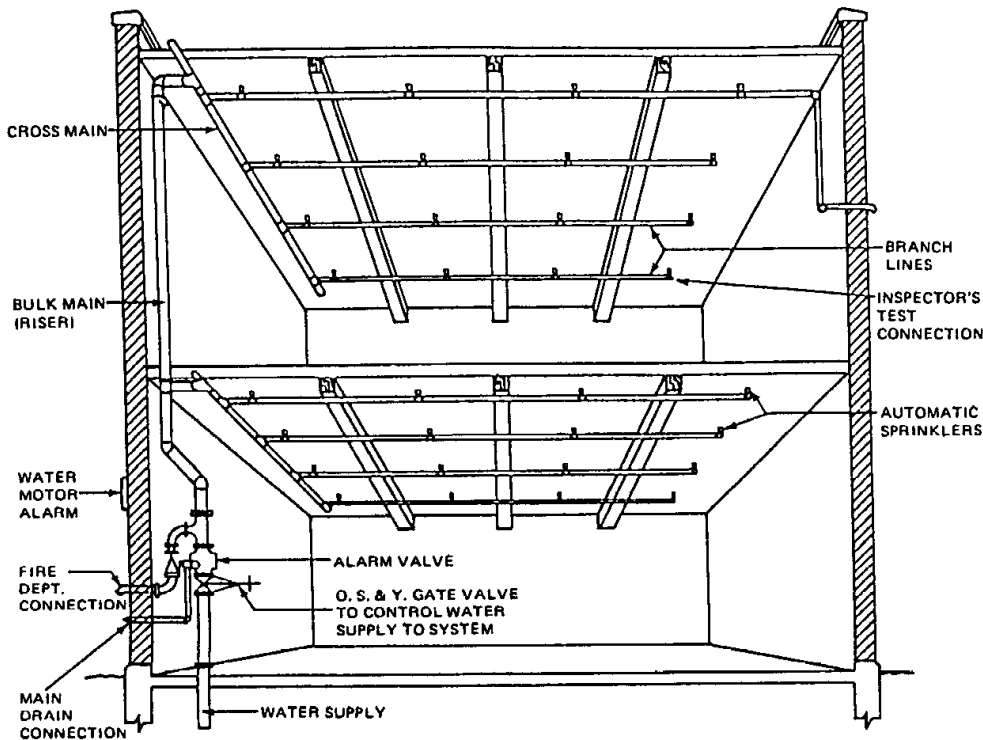 CROSS MAIN
BULK MAIN
(RISER)
WATER
MOTOR
ALARM
FIRE
DEPT.
CONNECTION
MAIN
DRAIN
CONNECTION
BRANCH
LINES
INSPECTOR'S
TEST
CONNECTION
AUTOMATIC
SPRINKLERS
ALARM VALVE
O. S. & Y. GATE VALVE
TO CONTROL WATER
SUPPLY TO SYSTEM
WATER SUPPLY